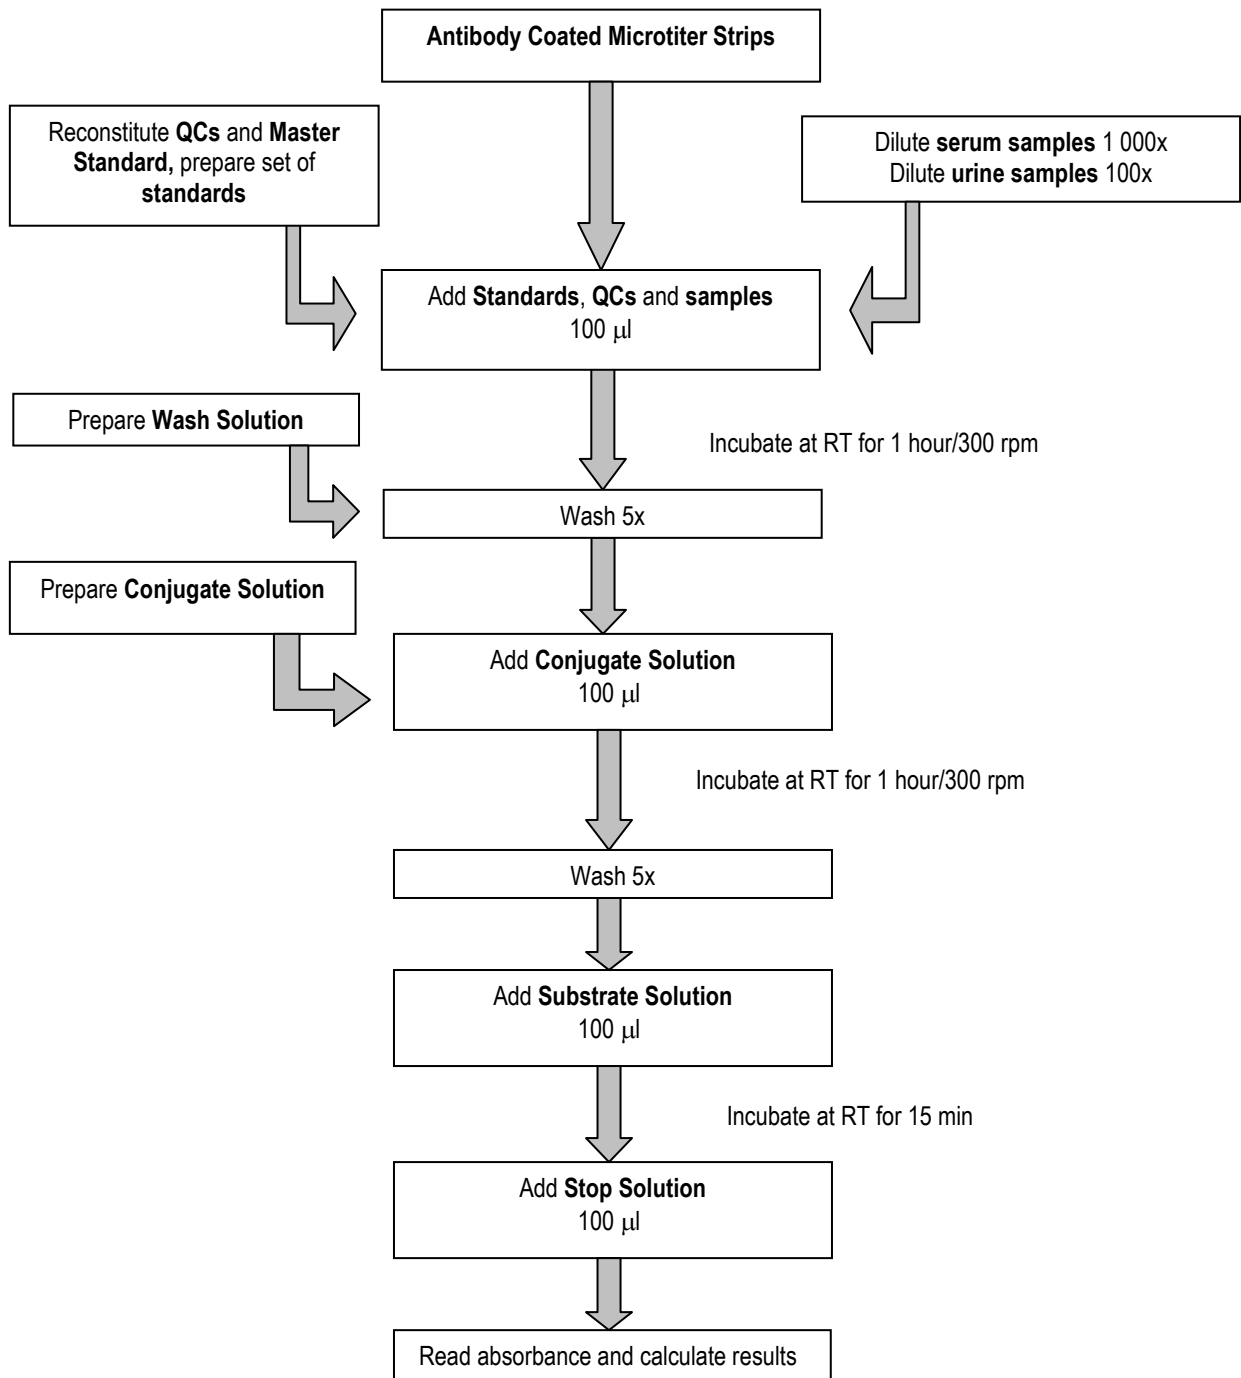 Antibody Coated Microtiter Strips
Reconstitute QCs and Master
Standard, prepare set of
standards
Dilute serum samples 1 000x
Dilute urine samples 100x
Add Standards, QCs and samples
100 μl
Incubate at RT for 1 hour/300 rpm
Prepare Wash Solution
Wash 5x
Prepare Conjugate Solution
Add Conjugate Solution
100 μl
Incubate at RT for 1 hour/300 rpm
Wash 5x
Add Substrate Solution
100 μl
Incubate at RT for 15 min
Add Stop Solution
100 μl
Read absorbance and calculate results